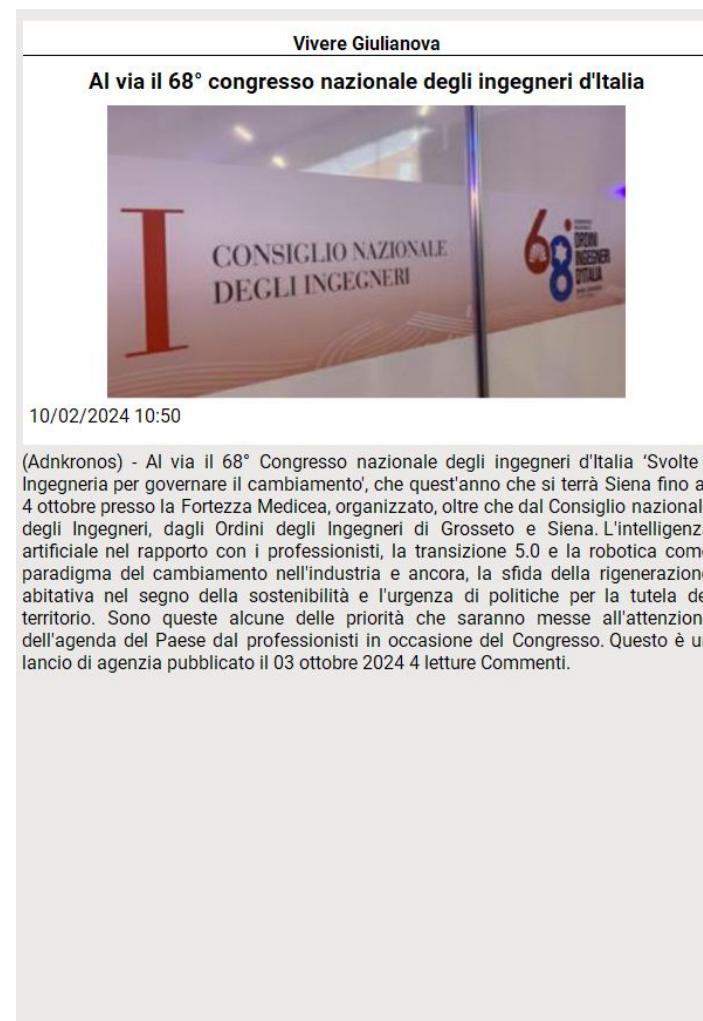 Vivere Giulianova
Al via il 68° congresso nazionale degli ingegneri d'Italia
I
CONSIGLIO NAZIONALE
DEGLI INGEGNERI
68°
ORDINI
INGEGNERI
D'ITALIA
10/02/2024 10:50
(Adnkronos) - Al via il 68° Congresso nazionale degli ingegneri d'Italia ‘Svolte
Ingegneria per governare il cambiamento', che quest'anno che si terrà Siena fino a
4 ottobre presso la Fortezza Medicea, organizzato, oltre che dal Consiglio nazional
degli Ingegneri, dagli Ordini degli Ingegneri di Grosseto e Siena. L'intelligenz
artificiale nel rapporto con i professionisti, la transizione 5.0 e la robotica com
paradigma del cambiamento nell'industria e ancora, la sfida della rigenerazion
abitativa nel segno della sostenibilità e l'urgenza di politiche per la tutela de
territorio. Sono queste alcune delle priorità che saranno messe all'attenzion
dell'agenda del Paese dal professionisti in occasione del Congresso. Questo è u
lancio di agenzia pubblicato il 03 ottobre 2024 4 letture Commenti.